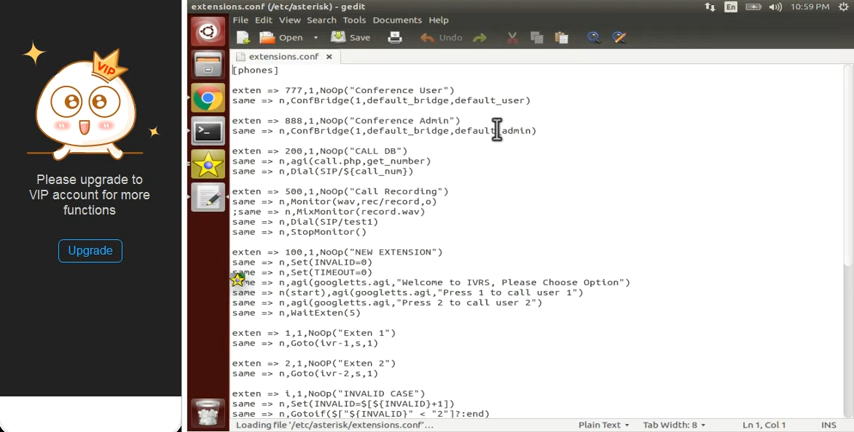 VIP
Please upgrade to
VIP account for more
functions
Upgrade
extensions.conf (/etc/asterisk) - gedit
En
10:59 PM
File Edit View Search Tools Documents Help
Open
Save
Undo
extensions.conf ×
[phones]
exten => 777,1,NoOp("Conference User")
same => n,ConfBridge(1,default_bridge,default_user)
exten => 888,1,NoOp("Conference Admin")
same => n,ConfBridge(1,default_bridge,default_admin)
exten => 200,1,NoOp("CALL DB")
same => n,agi(call.php,get_number)
same => n,Dial(SIP/${call_num})
exten => 500,1,NoOp("Call Recording")
same => n,Monitor(wav,rec/record,o)
;same => n,MixMonitor(record.wav)
same => n,Dial(SIP/test1)
same => n,StopMonitor()
exten => 100,1,NoOp("NEW EXTENSION")
same => n,Set(INVALID=0)
same => n,Set(TIMEOUT=0)
same => n,agi(googletts.agi,"Welcome to IVRS, Please Choose Option")
same => n(start),agi(googletts.agi,"Press 1 to call user 1")
same => n,agi(googletts.agi,"Press 2 to call user 2")
same => n,WaitExten(5)
exten => 1,1,NoOp("Exten 1")
same => n,Goto(ivr-1,s,1)
exten => 2,1,NoOP("Exten 2")
same => n,Goto(ivr-2,s,1)
exten => i,1,NoOp("INVALID CASE")
same => n,Set(INVALID=$[${INVALID}+1])
same => n,Gotoif($["${INVALID}" < "2"]?:end)
Loading file '/etc/asterisk/extensions.conf'...
Plain Text
Tab Width: 8
Ln 1, Col 1
INS